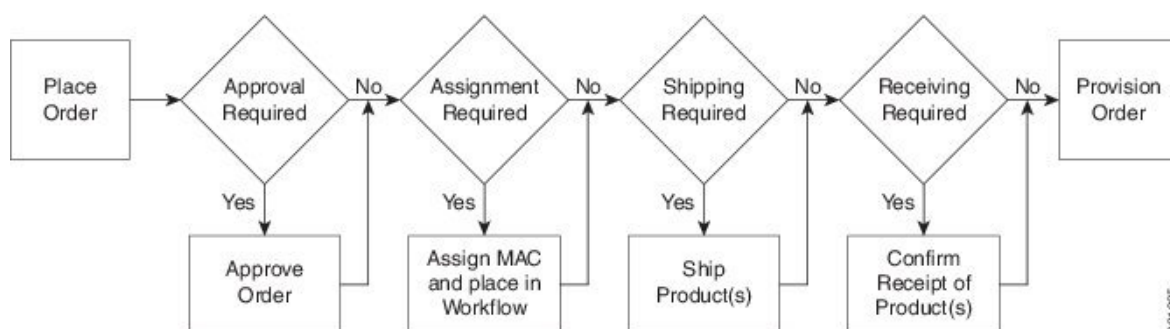 Place
Order
Approval
Required
No
Assignment
Required
No
Shipping
Required
No
Receiving
Required
No
Provision
Order
Yes
Yes
Yes
Yes
Approve
Order
Assign MAC
and place in
Workflow
Ship
Product(s)
Confirm
Receipt of
Product(s)